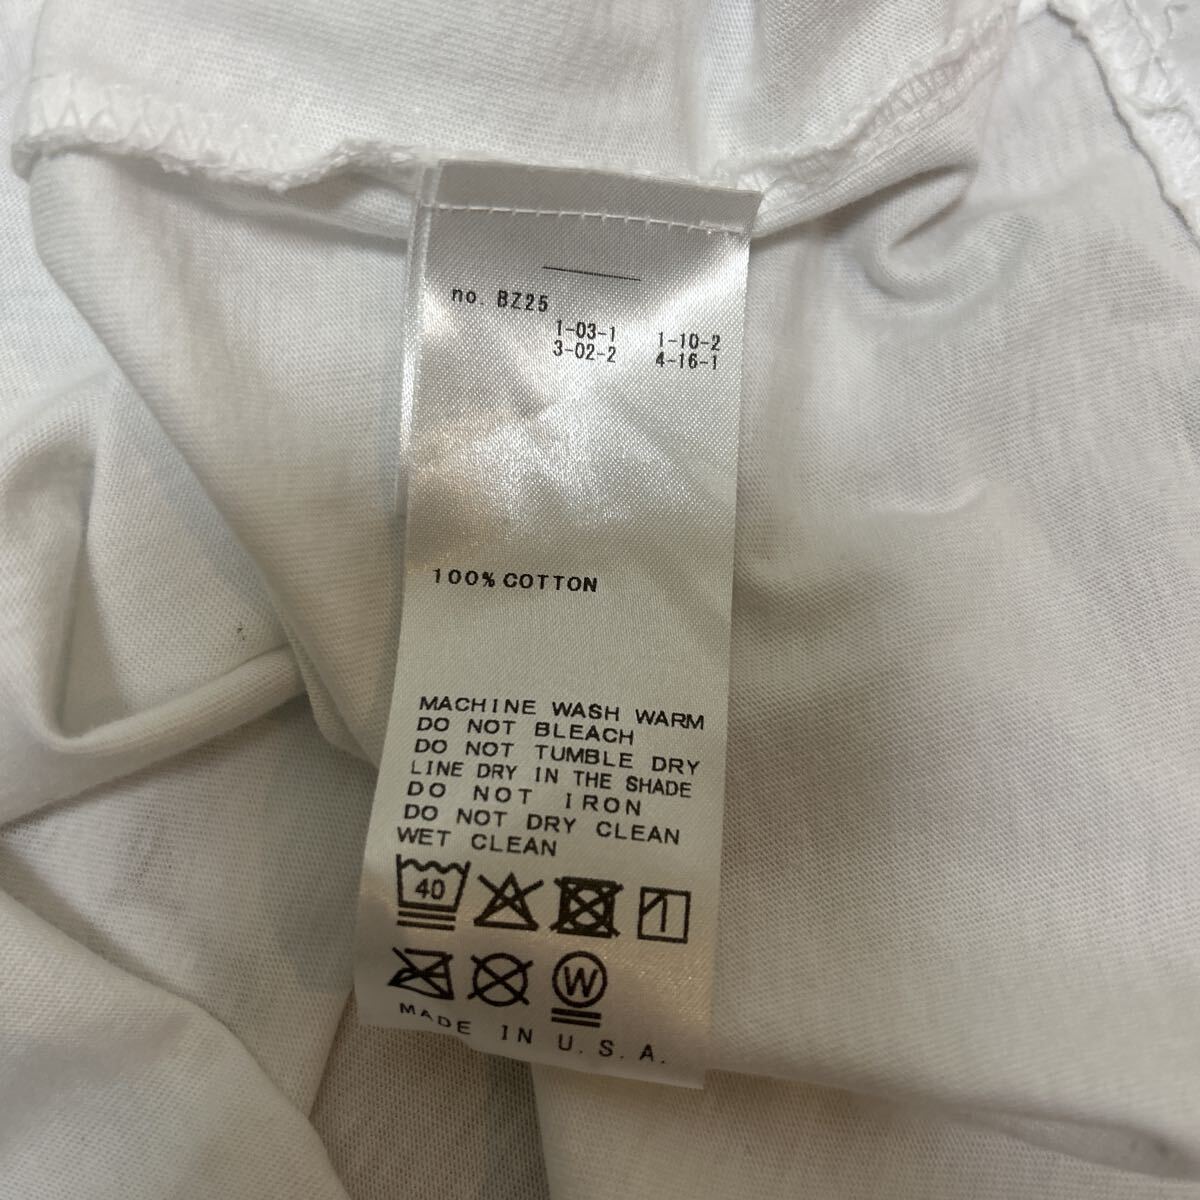 no. BZ25
1-03-1 1-10-2
3-02-2 4-16-1
100% COTTON
MACHINE WASH WARM
DO NOT BLEACH
DO NOT TUMBLE DRY
LINE DRY IN THE SHADE
DO NOT IRON
DO NOT DRY CLEAN
WET CLEAN
40
W
MADE IN U.S.A.